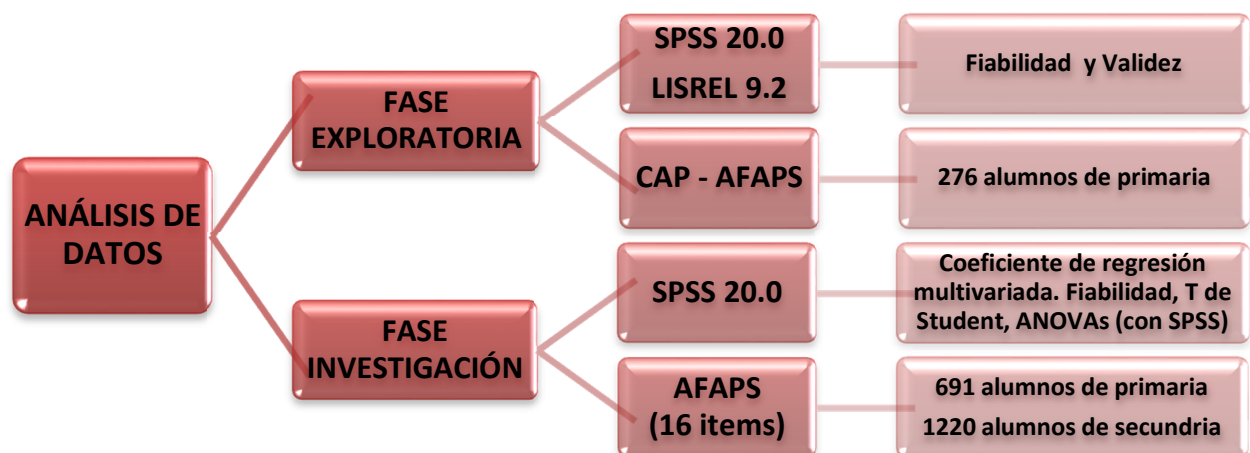 ANÁLISIS DE
DATOS
FASE
EXPLORATORIA
SPSS 20.0
LISREL 9.2
Fiabilidad y Validez
CAP - AFAPS
276 alumnos de primaria
FASE
INVESTIGACIÓN
SPSS 20.0
Coeficiente de regresión
multivariada. Fiabilidad, T de
Student, ANOVAs (con SPSS)
AFAPS
(16 items)
691 alumnos de primaria
1220 alumnos de secundria